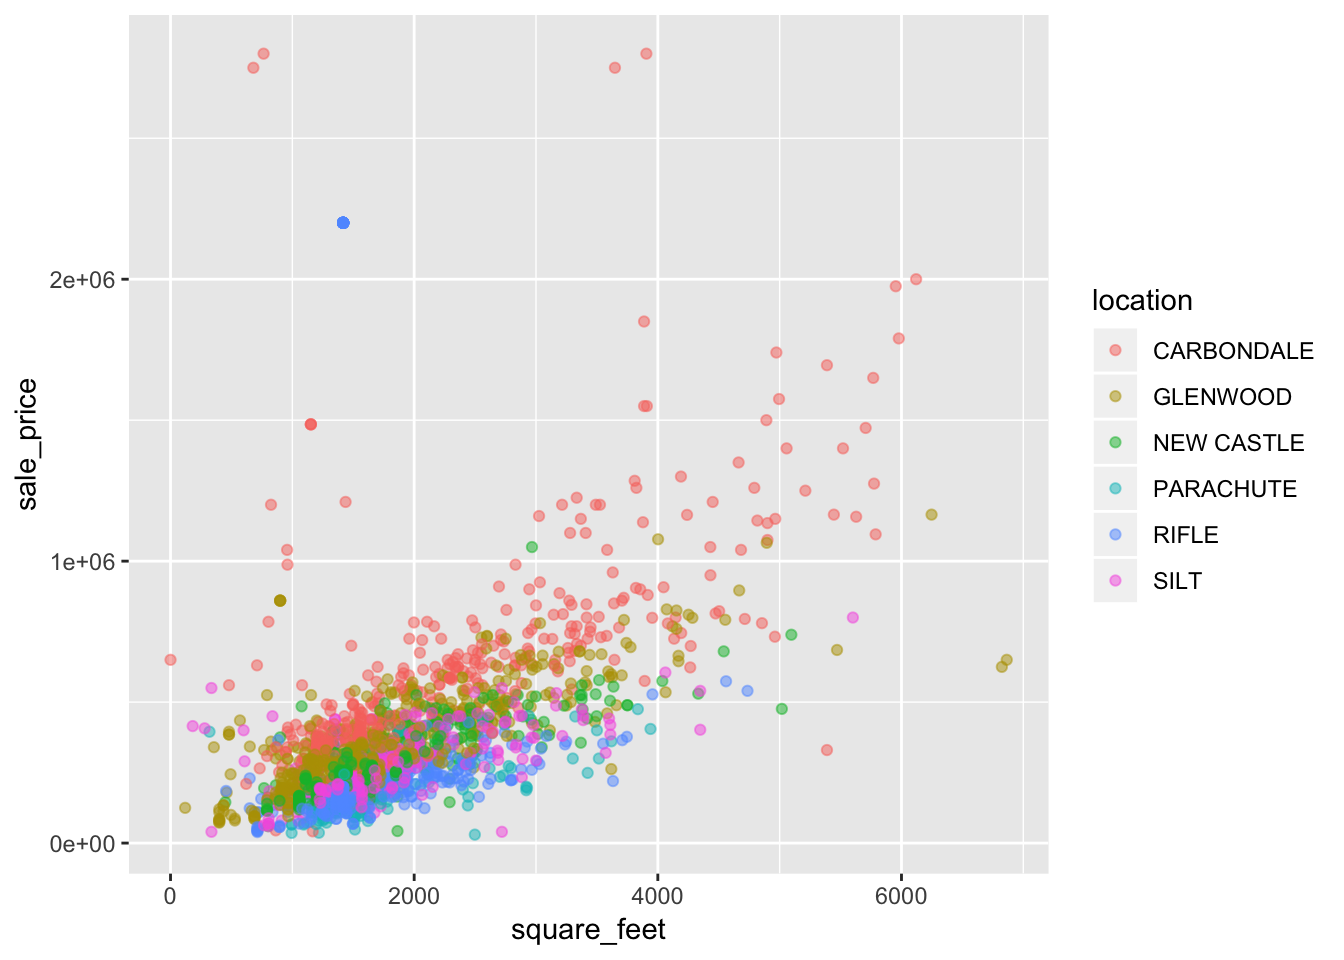 2e+06
1e+06
0e+00
sale_price
0
2000
4000
6000
square_feet
location
CARBONDALE
GLENWOOD
NEW CASTLE
PARACHUTE
RIFLE
SILT